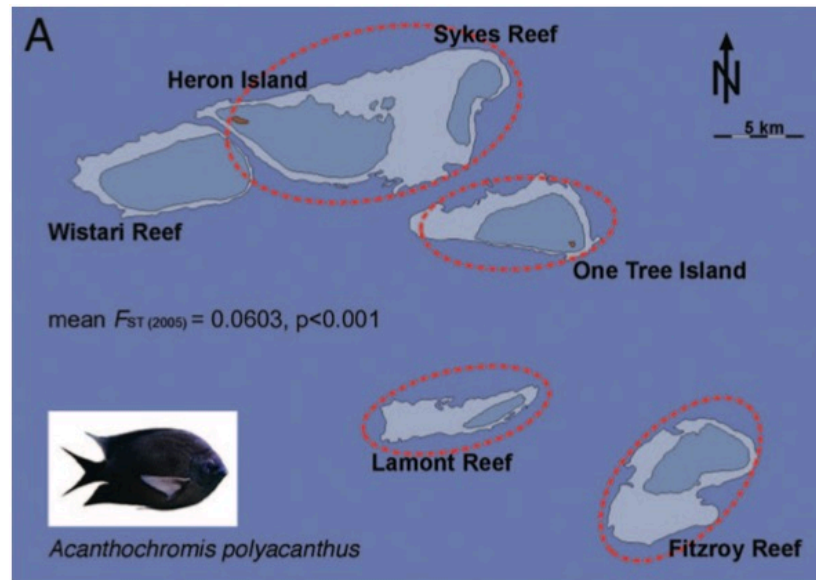 A
Sykes Reef
Heron Island
N
5 km
Wistari Reef
One Tree Island
mean FST (2005) = 0.0603, p<0.001
Lamont Reef
Acanthochromis polyacanthus
Fitzroy Reef